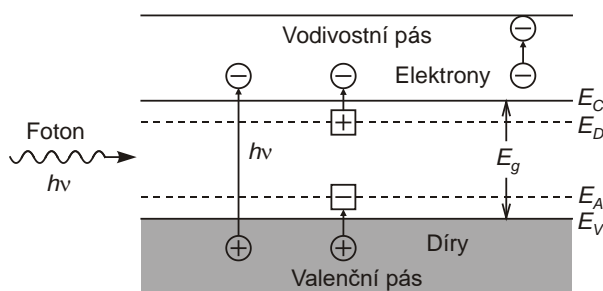 Vodivostní pás
Elektrony
E_C
E_D
Foton
hν
hν
E_g
E_A
E_V
Díry
Valenční pás